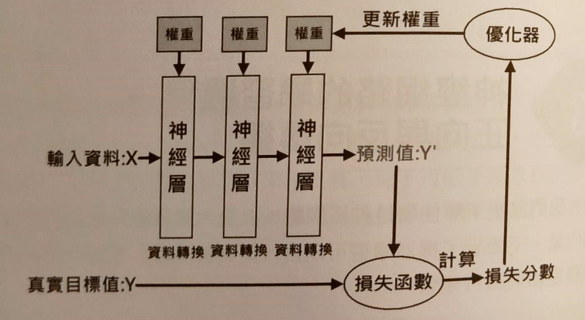 權重
權重
權重
更新權重
優化器
神經層
神經層
神經層
輸入資料:X
預測值:Y'
資料轉換
資料轉換
資料轉換
真實目標值:Y
損失函數
計算
損失分數